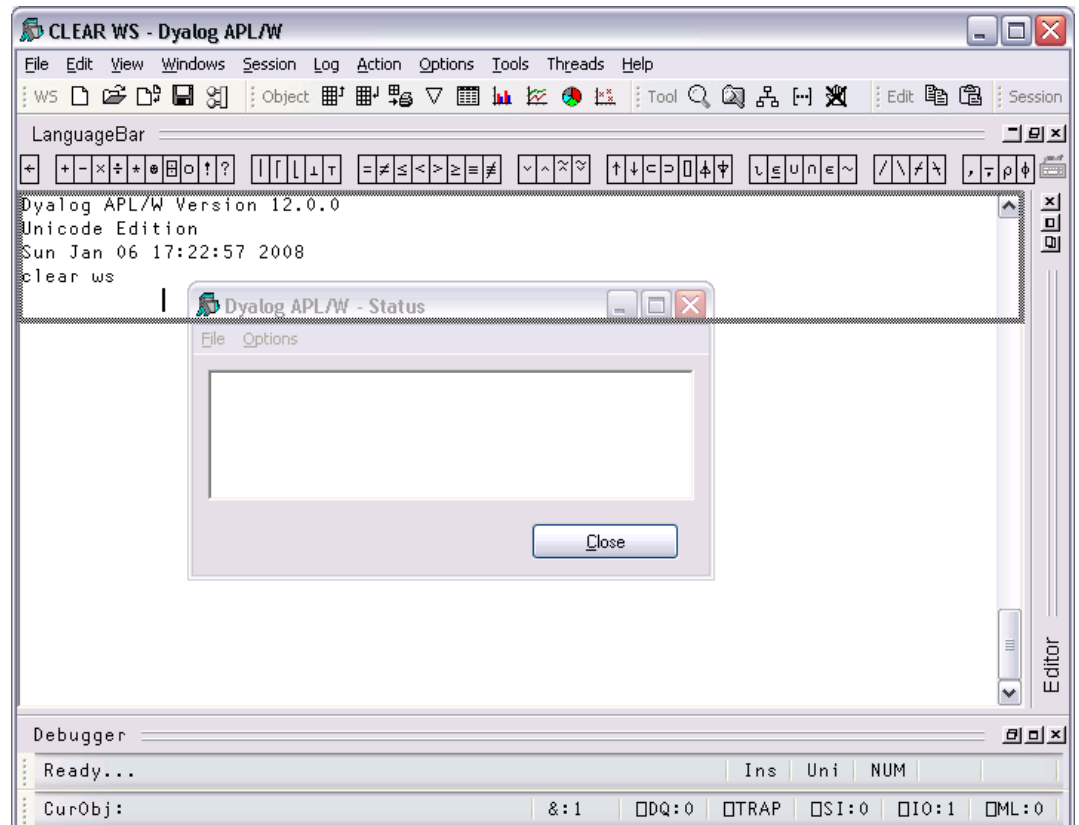 CLEAR WS - Dyalog APL/W
File Edit View Windows Session Log Action Options Tools Threads Help
WS Object Tool Edit Session
LanguageBar
← + - × ÷ * ⍟ ⌹ ○ ! ? | ⌈ ⌊ ⊥ ⊤ = ≠ ≤ < > ≥ ≡ ≢ ∨ ∧ ⍲ ⍱ ↑ ↓ ⊂ ⊃ ⌷ ⍋ ⍒ ⍳ ⍷ ∪ ∩ ∊ ~ / \ ⌿ ⍀ , ⍪ ⍴ ⌽
Dyalog APL/W Version 12.0.0
Unicode Edition
Sun Jan 06 17:22:57 2008
clear ws
Dyalog APL/W - Status
File Options
Close
Editor
Debugger
Ready... Ins Uni NUM
CurObj: &:1 ⎕DQ:0 ⎕TRAP ⎕SI:0 ⎕IO:1 ⎕ML:0